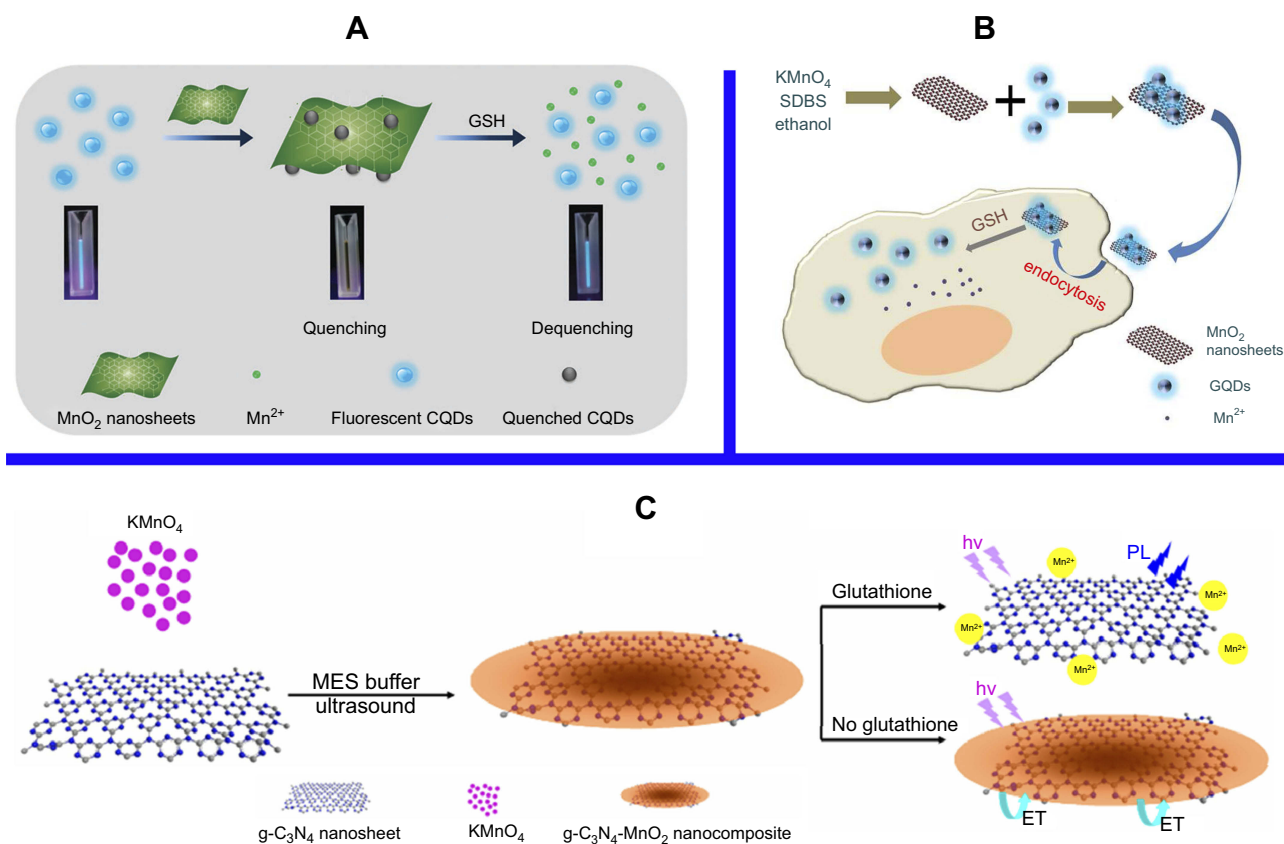 A
GSH
Quenching
Dequenching
MnO₂ nanosheets
Mn²⁺
Fluorescent CQDs
Quenched CQDs
B
KMnO₄
SDBS
ethanol
+
GSH
endocytosis
MnO₂
nanosheets
GQDs
Mn²⁺
C
KMnO₄
MES buffer
ultrasound
Glutathione
No glutathione
hv
PL
Mn²⁺
Mn²⁺
Mn²⁺
Mn²⁺
Mn²⁺
hv
ET
ET
g-C₃N₄ nanosheet
KMnO₄
g-C₃N₄-MnO₂ nanocomposite